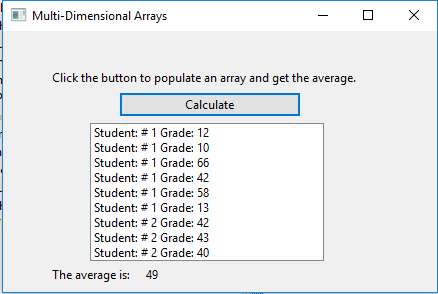 Multi-Dimensional Arrays
Click the button to populate an array and get the average.
Calculate
Student: # 1 Grade: 12
Student: # 1 Grade: 10
Student: # 1 Grade: 66
Student: # 1 Grade: 42
Student: # 1 Grade: 58
Student: # 1 Grade: 13
Student: # 2 Grade: 42
Student: # 2 Grade: 43
Student: # 2 Grade: 40
The average is: 49